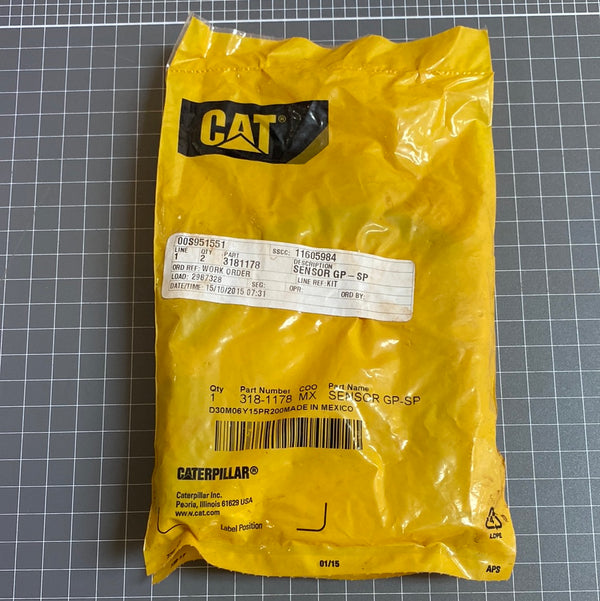 CAT®
00S951551 SSCC: 11605984
LINE QTY PART DESCRIPTION
1 2 3181178 SENSOR GP-SP
ORD REF: WORK ORDER LINE REF: KIT
LOAD: 2987328 SEG: OPR: ORD BY:
DATE/TIME: 15/10/2015 07:31
Qty Part Number COO Part Name
1 318-1178 MX SENSOR GP-SP
D30M06Y15PR200MADE IN MEXICO
CATERPILLAR®
Caterpillar Inc.
Peoria, Illinois 61629 USA
www.cat.com
Label Position
LDPE
01/15
APS